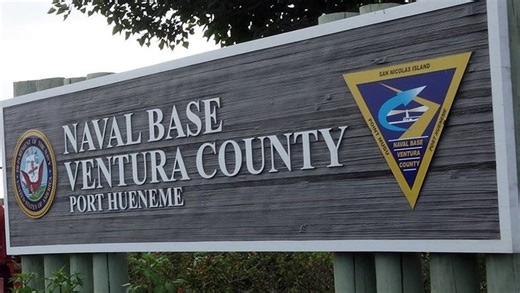 NAVAL BASE
VENTURA COUNTY
PORT HUENEME
SAN NICOLAS ISLAND
NAVAL BASE
VENTURA
COUNTY